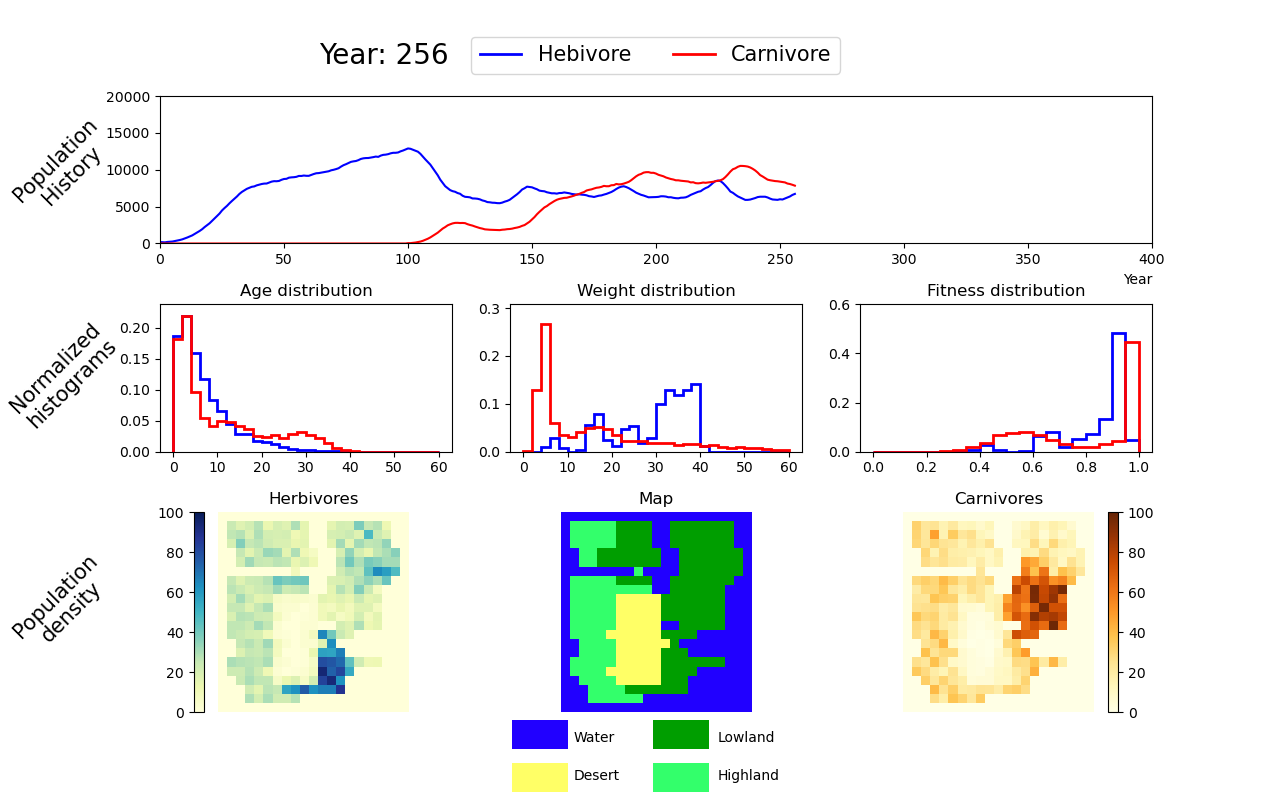 Year: 256
Hebivore Carnivore
Population
History
20000
15000
10000
5000
0
0 50 100 150 200 250 300 350 400
Year
Normalized
histograms
Age distribution
0.20
0.15
0.10
0.05
0.00
0 10 20 30 40 50 60
Weight distribution
0.3
0.2
0.1
0.0
0 10 20 30 40 50 60
Fitness distribution
0.6
0.4
0.2
0.0
0.0 0.2 0.4 0.6 0.8 1.0
Population
density
Herbivores
100
80
60
40
20
0
Map
Carnivores
100
80
60
40
20
0
Water Lowland
Desert Highland